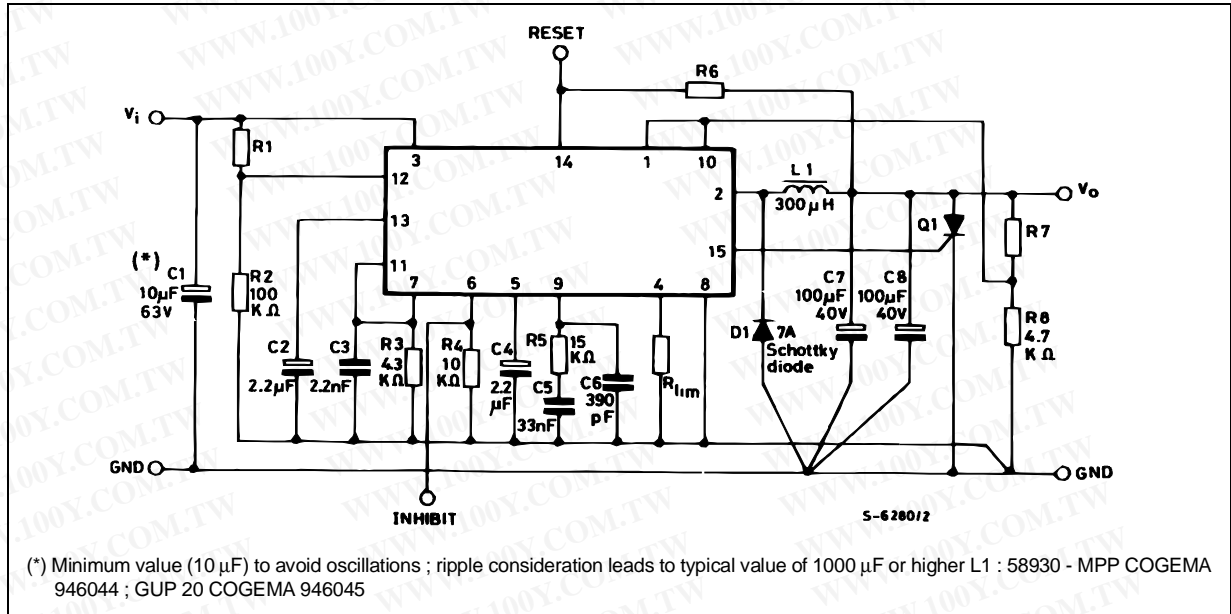 RESET
R6
Vi
R1
3
14
1
10
12
2
L1
300μH
Vo
13
Q1
R7
15
11
(*)
C1
10μF
63V
R2
100
KΩ
7
6
5
9
4
8
C7
100μF
40V
C8
100μF
40V
R8
4.7
KΩ
D1
7A
Schottky
diode
C2
2.2μF
C3
2.2nF
R3
4.3
KΩ
R4
10
KΩ
C4
2.2
μF
R5
15
KΩ
C5
33nF
C6
390
pF
Rlim
GND
GND
INHIBIT
S-6280/2
(*) Minimum value (10 μF) to avoid oscillations ; ripple consideration leads to typical value of 1000 μF or higher L1 : 58930 - MPP COGEMA
946044 ; GUP 20 COGEMA 946045
WWW.100Y.COM.TW